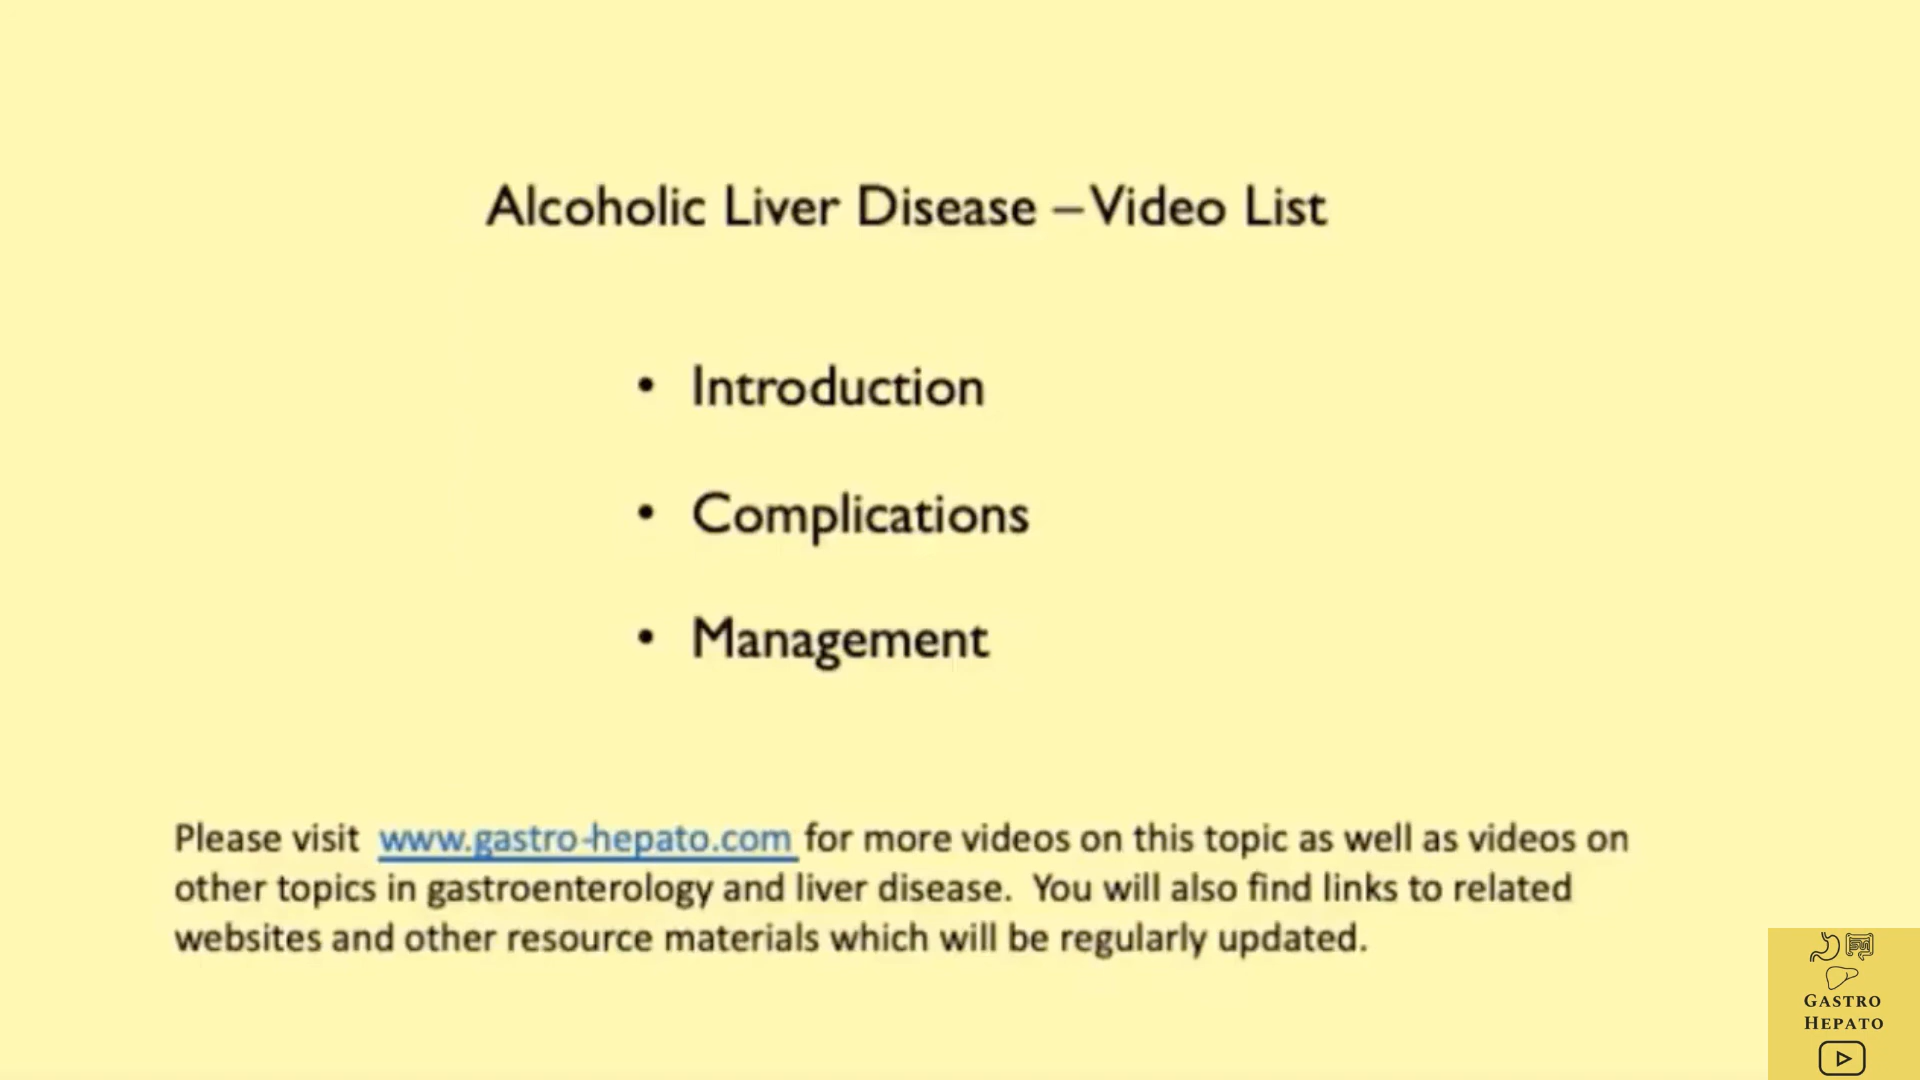 Alcoholic Liver Disease – Video List
• Introduction
• Complications
• Management
Please visit www.gastro-hepato.com for more videos on this topic as well as videos on
other topics in gastroenterology and liver disease. You will also find links to related
websites and other resource materials which will be regularly updated.
GASTRO
HEPATO